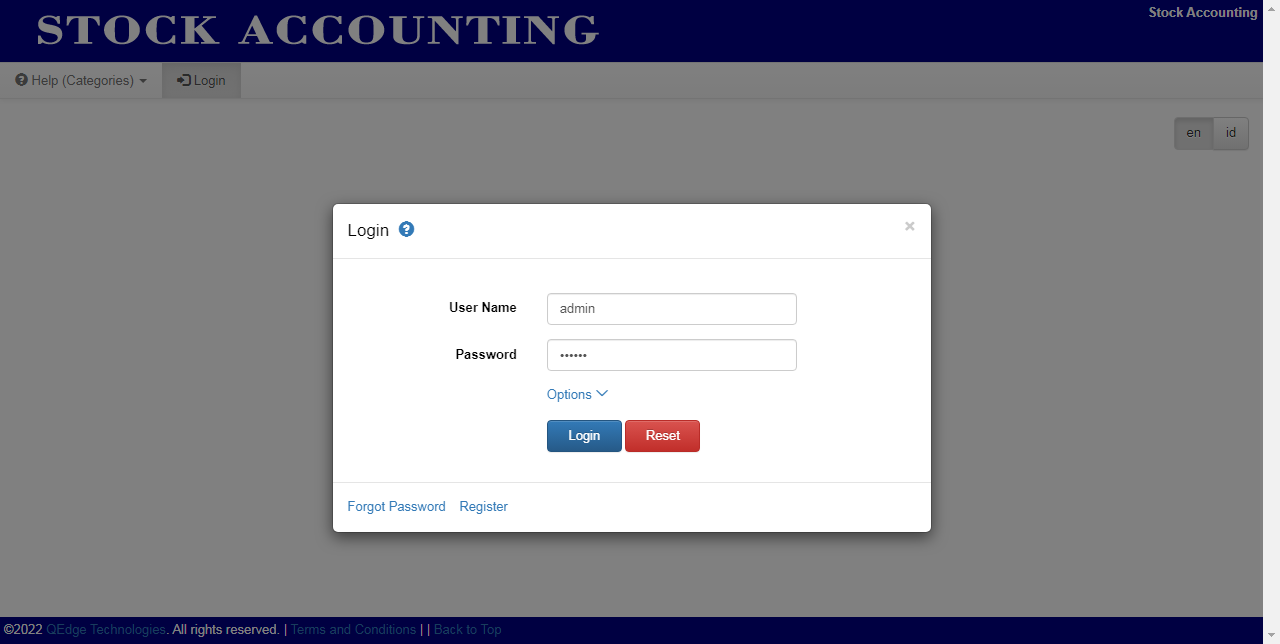 STOCK ACCOUNTING
Stock Accounting
Help (Categories) Login
en id
Login ? ×
User Name admin
Password ••••••
Options
Login Reset
Forgot Password Register
©2022 QEdge Technologies. All rights reserved. | Terms and Conditions | | Back to Top